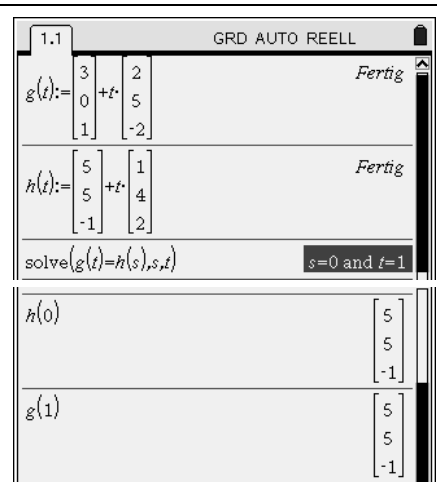 1.1 GRD AUTO REELL
g(t):=[3 0 1]+t·[2 5 -2] Fertig
h(t):=[5 5 -1]+t·[1 4 2] Fertig
solve(g(t)=h(s),s,t) s=0 and t=1
h(0) [5 5 -1]
g(1) [5 5 -1]